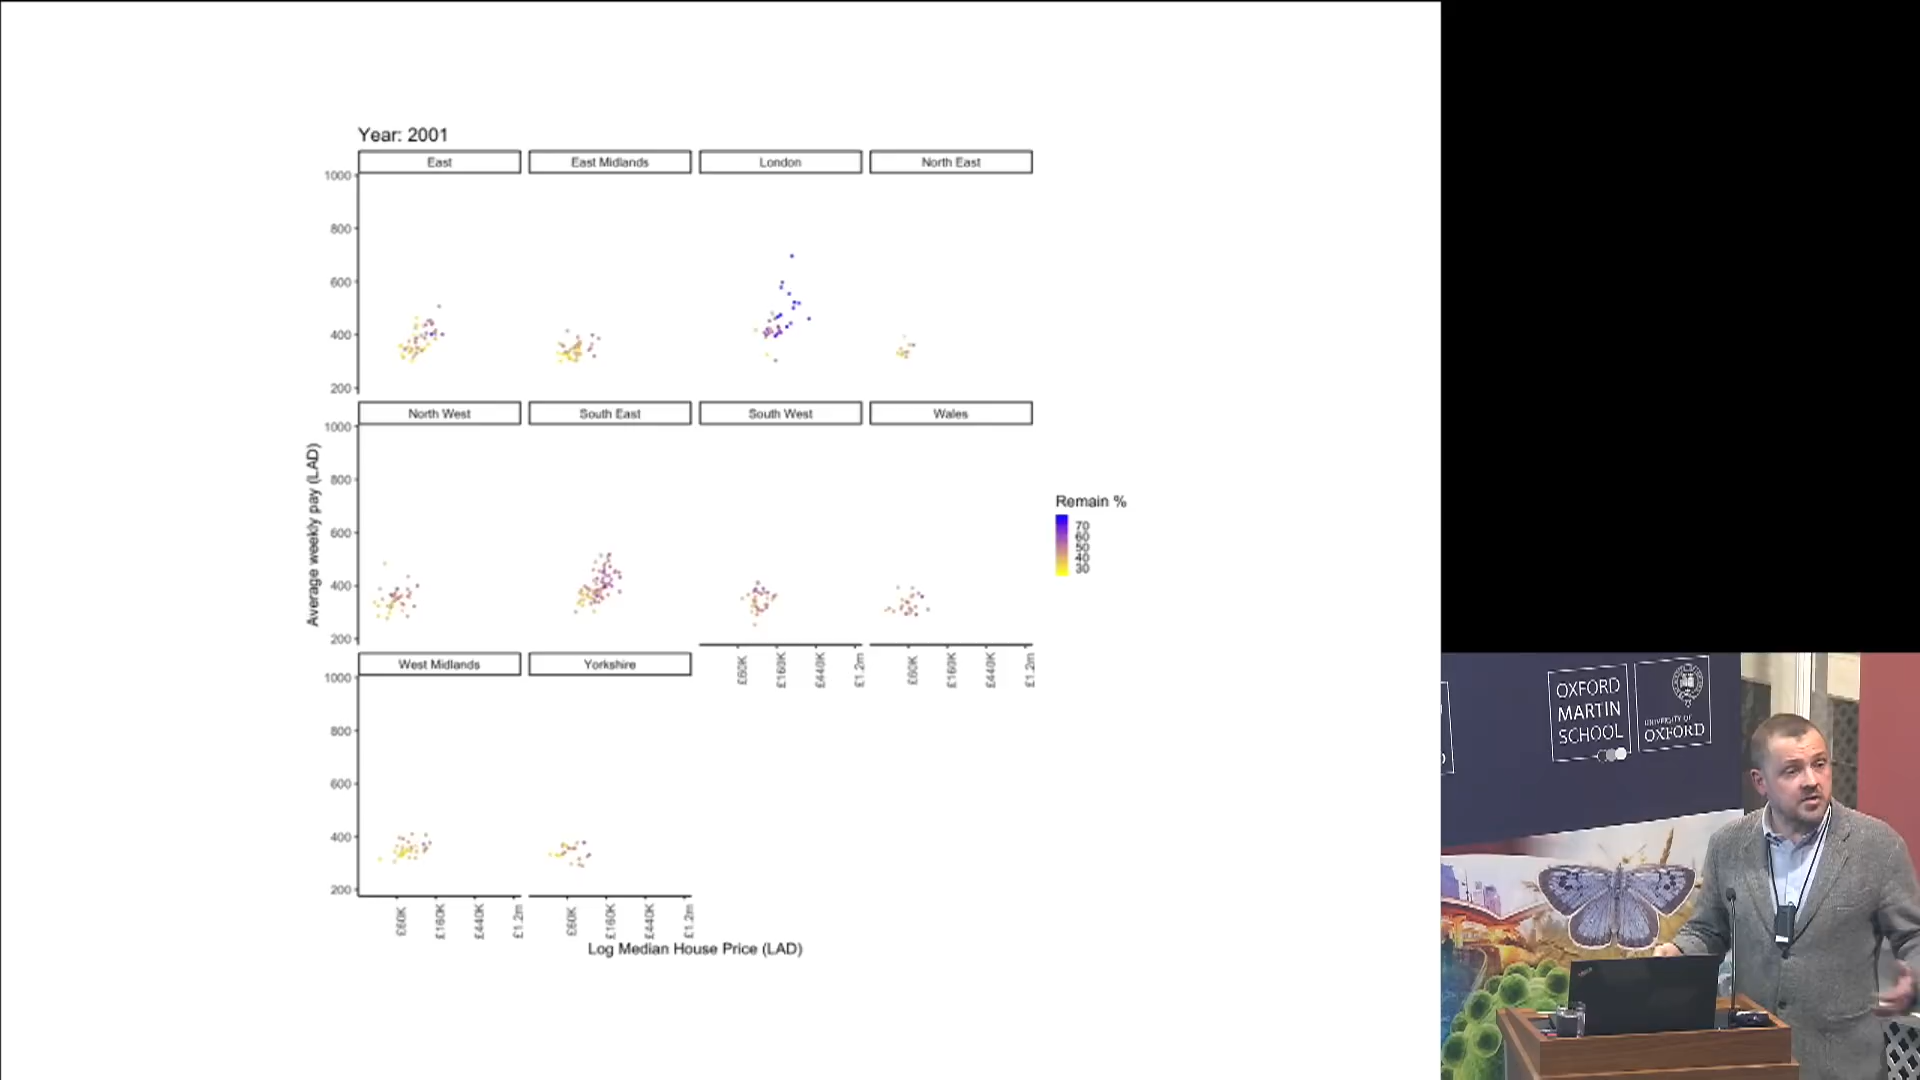 Year: 2001
East
East Midlands
London
North East
1000
800
600
400
200
North West
South East
South West
Wales
1000
800
600
400
200
£60K
£160K
£440K
£1.2m
£60K
£160K
£440K
£1.2m
West Midlands
Yorkshire
1000
800
600
400
200
£60K
£160K
£440K
£1.2m
£60K
£160K
£440K
£1.2m
Log Median House Price (LAD)
Average weekly pay (LAD)
Remain %
70
60
50
40
30
OXFORD
MARTIN
SCHOOL
UNIVERSITY OF
OXFORD